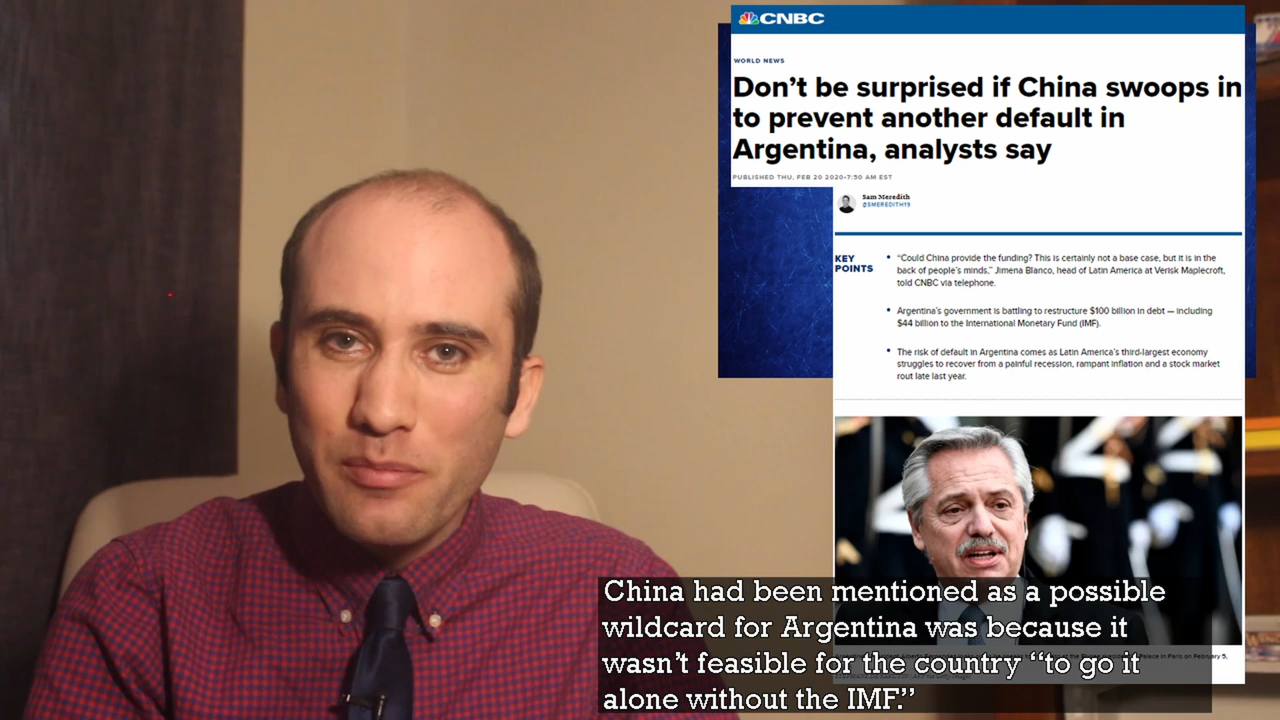 CNBC
WORLD NEWS
Don't be surprised if China swoops in
to prevent another default in
Argentina, analysts say
PUBLISHED THU, FEB 20 2020•7:50 AM EST
Sam Meredith
@SMEREDITH19
KEY
POINTS
• “Could China provide the funding? This is certainly not a base case, but it is in the
back of people's minds,” Jimena Blanco, head of Latin America at Verisk Maplecroft,
told CNBC via telephone.
• Argentina's government is battling to restructure $100 billion in debt — including
$44 billion to the International Monetary Fund (IMF).
• The risk of default in Argentina comes as Latin America's third-largest economy
struggles to recover from a painful recession, rampant inflation and a stock market
rout late last year.
China had been mentioned as a possible
wildcard for Argentina was because it
wasn't feasible for the country “to go it
alone without the IMF.”
Palace in Paris on February 5,